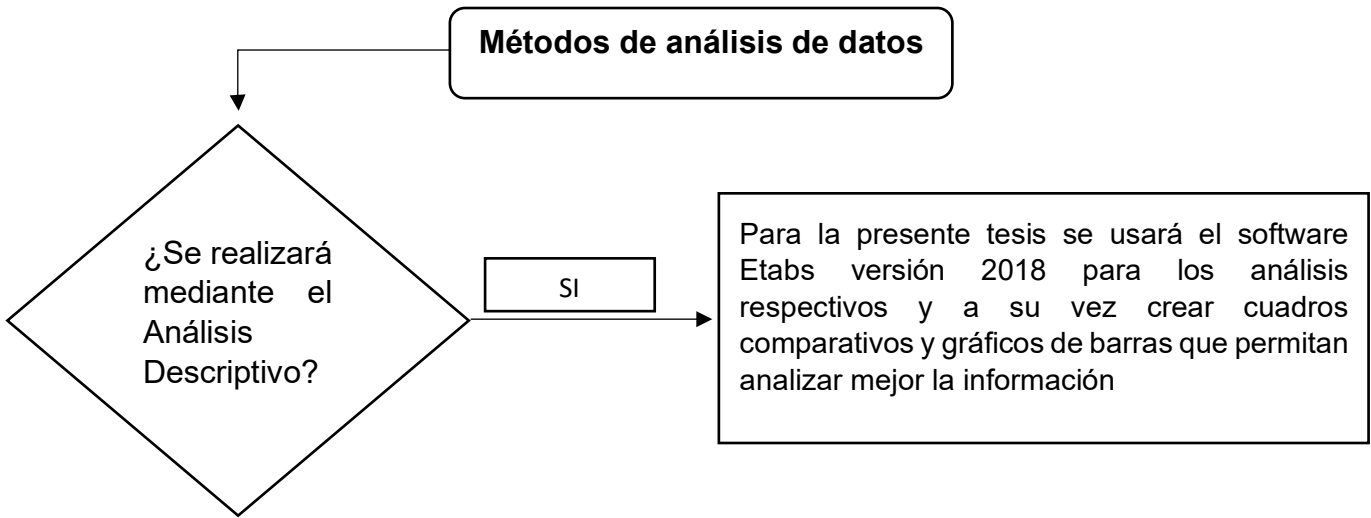 Métodos de análisis de datos
¿Se realizará
mediante el
Análisis
Descriptivo?
SI
Para la presente tesis se usará el software
Etabs versión 2018 para los análisis
respectivos y a su vez crear cuadros
comparativos y gráficos de barras que permitan
analizar mejor la información